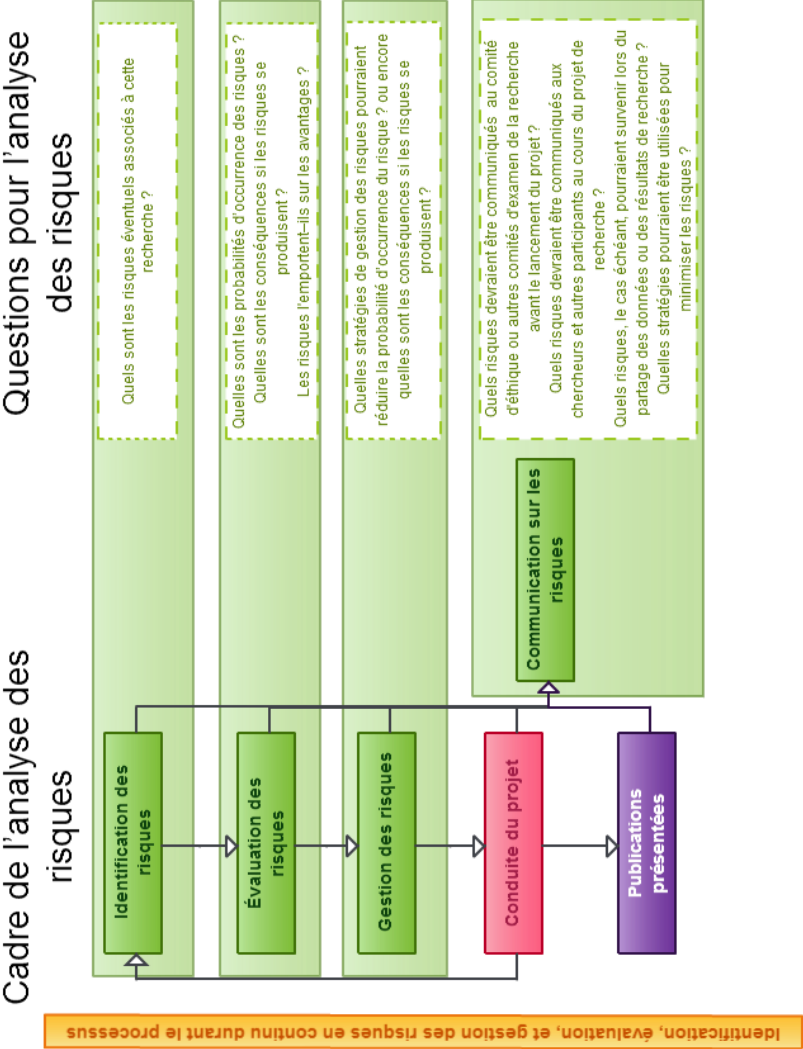 Cadre de l'analyse des
risques
Questions pour l'analyse
des risques
Identification des
risques
Quels sont les risques éventuels associés à cette
recherche ?
Évaluation des
risques
Quelles sont les probabilités d'occurrence des risques ?
Quelles sont les conséquences si les risques se
produisent ?
Les risques l'emportent–ils sur les avantages ?
Gestion des risques
Quelles stratégies de gestion des risques pourraient
réduire la probabilité d'occurrence du risque ? ou encore
quelles sont les conséquences si les risques se
produisent ?
Conduite du projet
Publications
présentées
Communication sur les
risques
Quels risques devraient être communiqués au comité
d'éthique ou autres comités d'examen de la recherche
avant le lancement du projet ?
Quels risques devraient être communiqués aux
chercheurs et autres participants au cours du projet de
recherche ?
Quels risques, le cas échéant, pourraient survenir lors du
partage des données ou des résultats de recherche ?
Quelles stratégies pourraient être utilisées pour
minimiser les risques ?
Identification, évaluation, et gestion des risques en continu durant le processus